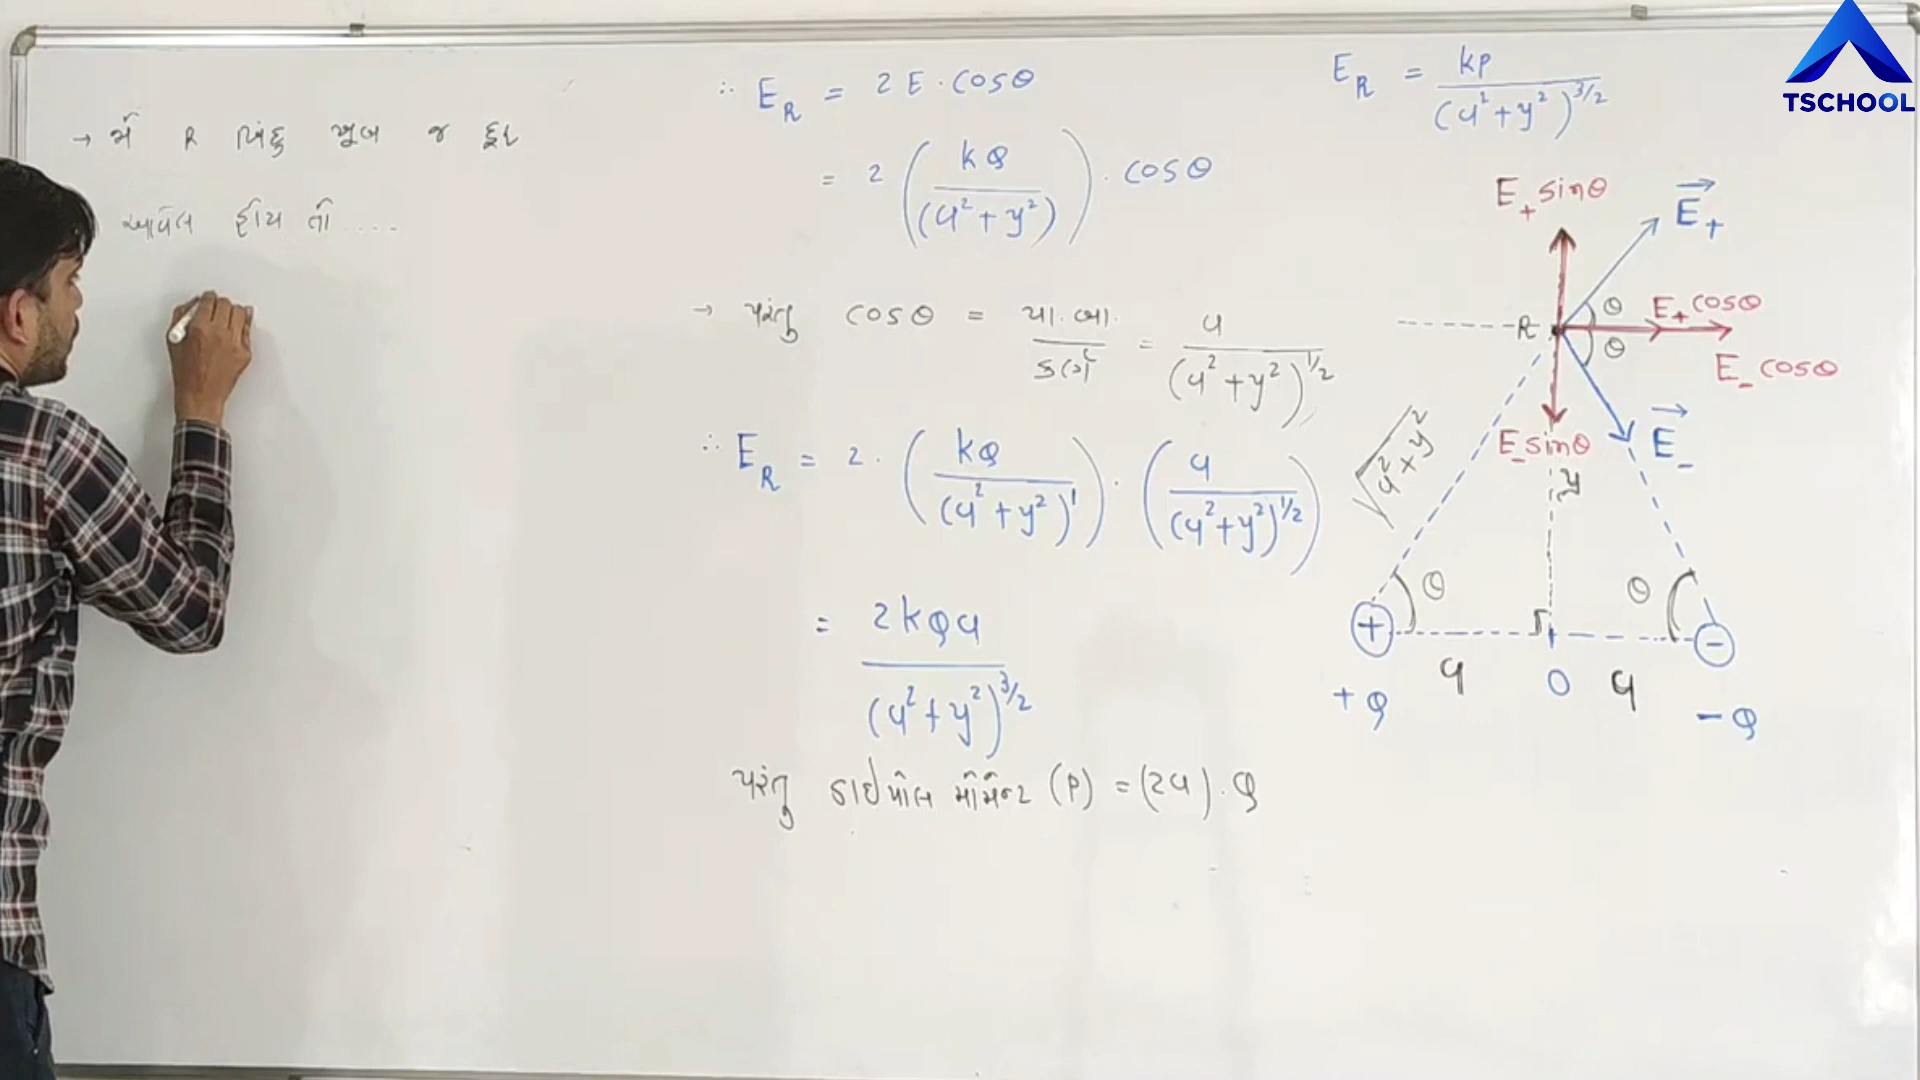 → જો R બિંદુ ખૂબ જ દૂર
આવેલ હોય તો ....
∴ E_R = 2 E · cosθ
= 2 (kQ / (a² + y²)) · cosθ
→ પરંતુ cosθ = પા.બા. / કર્ણ = a / (a² + y²)^1/2
∴ E_R = 2 · (kQ / (a² + y²)^1) · (a / (a² + y²)^1/2)
= 2kQa / (a² + y²)^3/2
પરંતુ ડાઇપોલ મોમેન્ટ (P) = (2a) · Q
E_R = kP / (a² + y²)^3/2
TSCHOOL
E₊ sinθ
E₊
θ
E₊ cosθ
R
θ
E₋ cosθ
E₋ sinθ
E₋
y
√a² + y²
θ
θ
+
−
a
O
a
+ Q
− Q